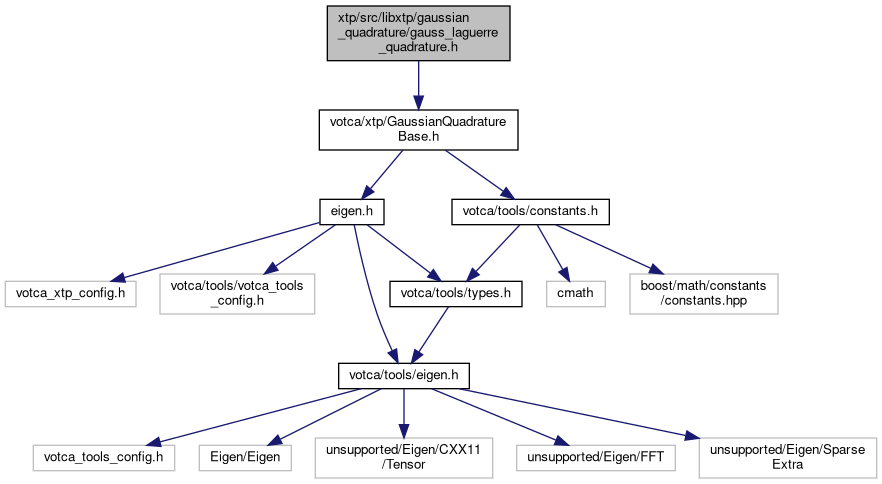 xtp/src/libxtp/gaussian
_quadrature/gauss_laguerre
_quadrature.h
votca/xtp/GaussianQuadrature
Base.h
eigen.h
votca/tools/constants.h
votca_xtp_config.h
votca/tools/votca_tools
_config.h
votca/tools/types.h
cmath
boost/math/constants
/constants.hpp
votca/tools/eigen.h
votca_tools_config.h
Eigen/Eigen
unsupported/Eigen/CXX11
/Tensor
unsupported/Eigen/FFT
unsupported/Eigen/Sparse
Extra